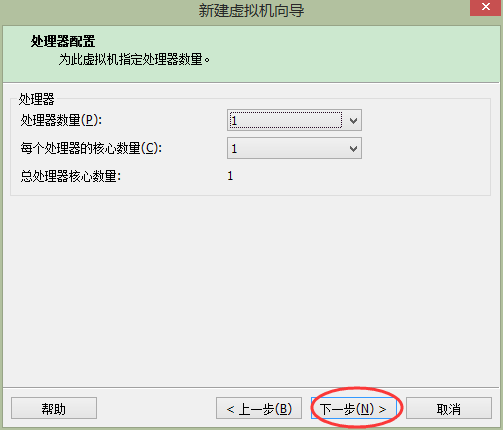 新建虚拟机向导
处理器配置
为此虚拟机指定处理器数量。
处理器
处理器数量(P): 1
每个处理器的核心数量(C): 1
总处理器核心数量: 1
帮助 < 上一步(B) 下一步(N) > 取消